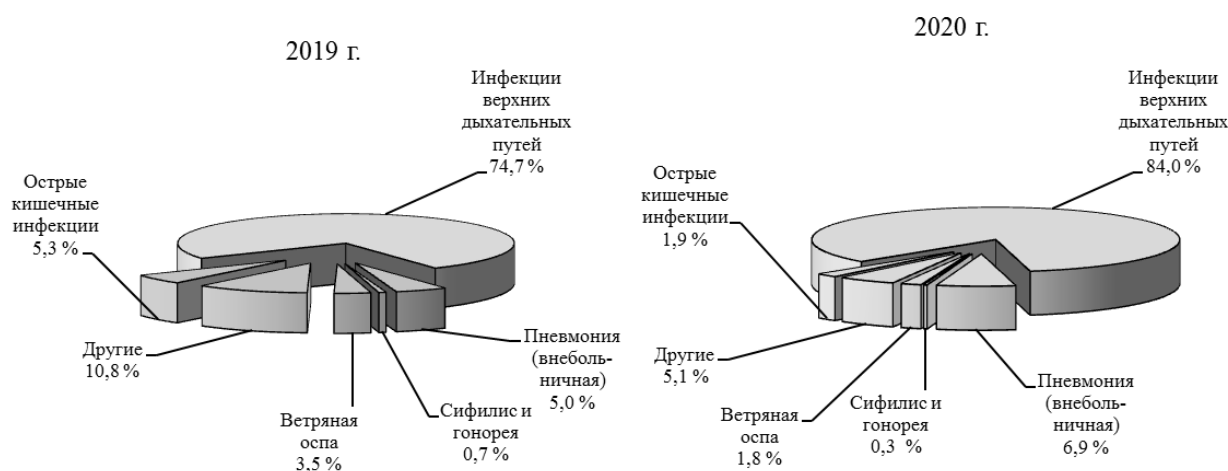 2019 г.
Инфекции
верхних
дыхательных
путей
74,7 %
Острые
кишечные
инфекции
5,3 %
Другие
10,8 %
Ветряная
оспа
3,5 %
Сифилис и
гонорея
0,7 %
Пневмония
(внеболь-
ничная)
5,0 %
2020 г.
Инфекции
верхних
дыхательных
путей
84,0 %
Острые
кишечные
инфекции
1,9 %
Другие
5,1 %
Ветряная
оспа
1,8 %
Сифилис и
гонорея
0,3 %
Пневмония
(внеболь-
ничная)
6,9 %